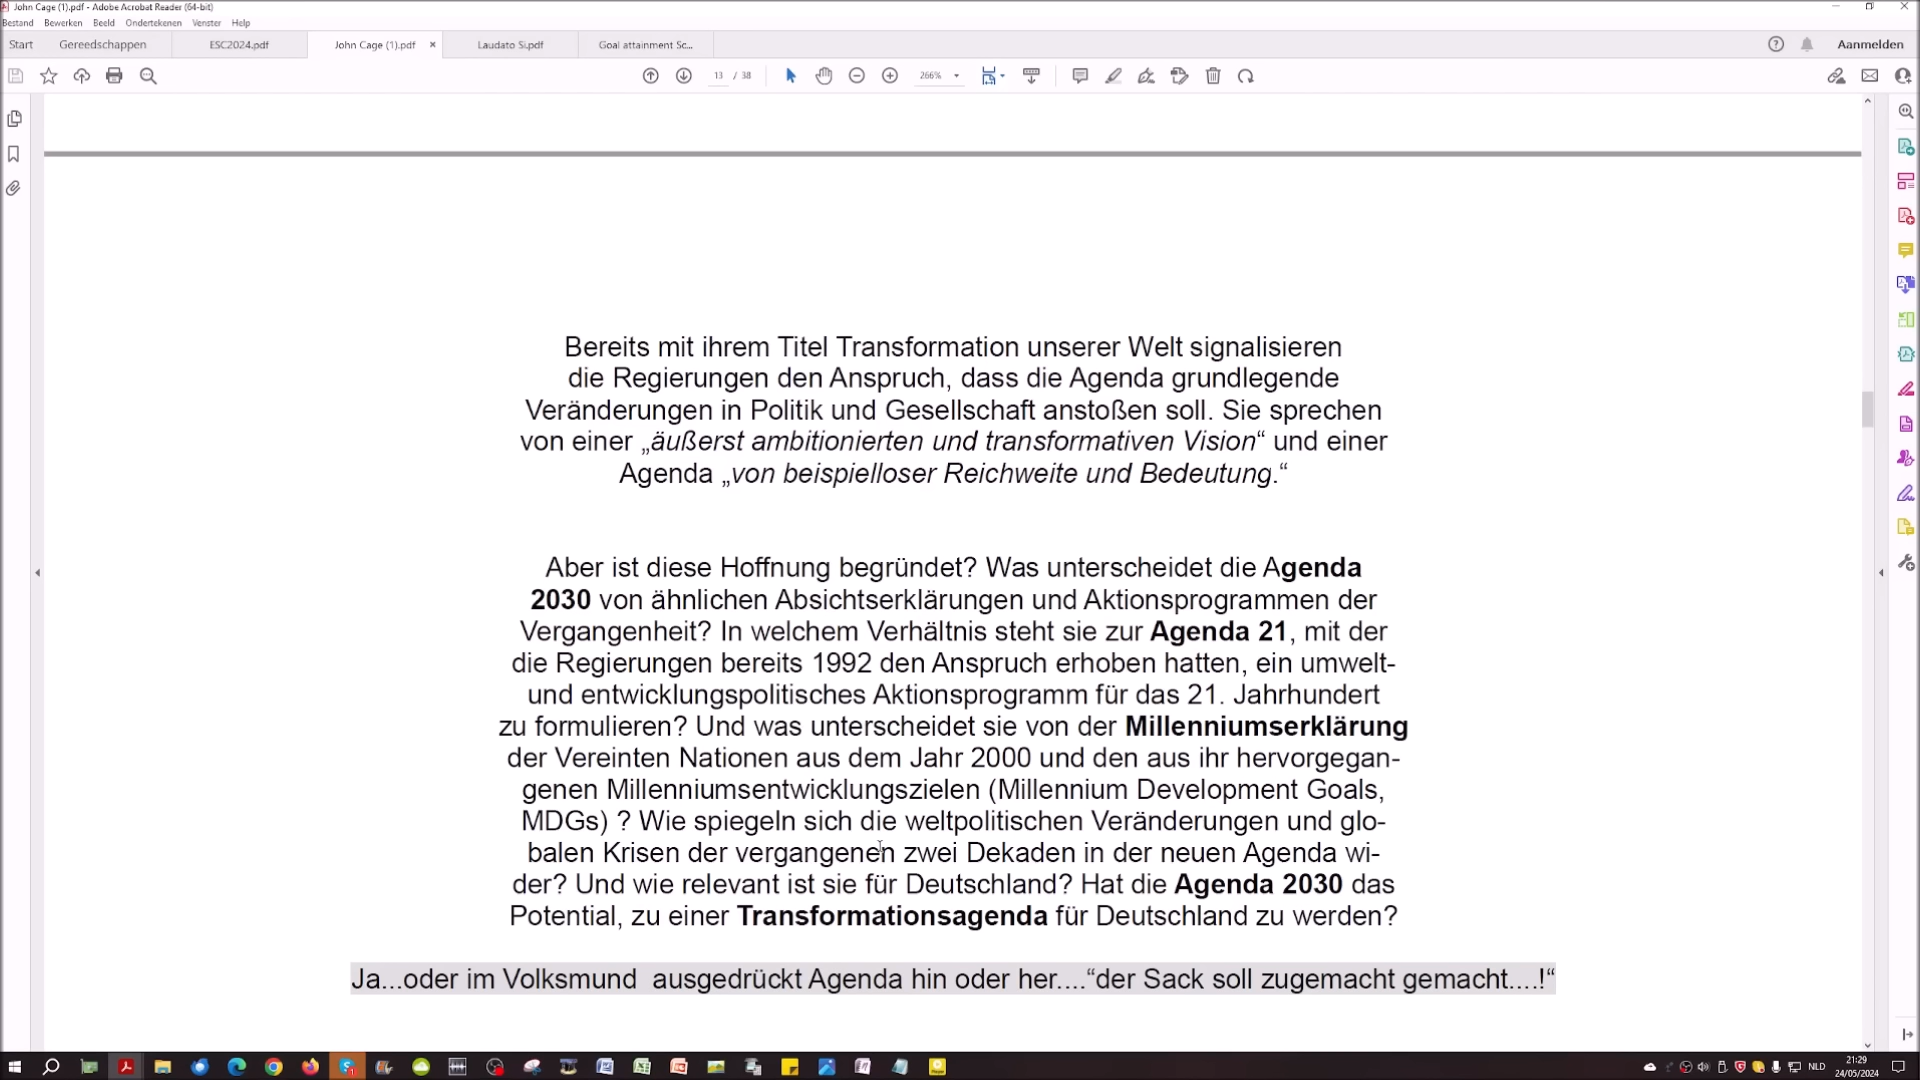 John Cage (1).pdf - Adobe Acrobat Reader (64-bit)
Bestand Bewerken Beeld Ondertekenen Venster Help
Start Gereedschappen ESC2024.pdf John Cage (1).pdf × Laudato Si.pdf Goal attainment Sc... Aanmelden
13 / 38 266%
Bereits mit ihrem Titel Transformation unserer Welt signalisieren
die Regierungen den Anspruch, dass die Agenda grundlegende
Veränderungen in Politik und Gesellschaft anstoßen soll. Sie sprechen
von einer „äußerst ambitionierten und transformativen Vision“ und einer
Agenda „von beispielloser Reichweite und Bedeutung.“
Aber ist diese Hoffnung begründet? Was unterscheidet die Agenda
2030 von ähnlichen Absichtserklärungen und Aktionsprogrammen der
Vergangenheit? In welchem Verhältnis steht sie zur Agenda 21, mit der
die Regierungen bereits 1992 den Anspruch erhoben hatten, ein umwelt-
und entwicklungspolitisches Aktionsprogramm für das 21. Jahrhundert
zu formulieren? Und was unterscheidet sie von der Millenniumserklärung
der Vereinten Nationen aus dem Jahr 2000 und den aus ihr hervorgegan-
genen Millenniumsentwicklungszielen (Millennium Development Goals,
MDGs) ? Wie spiegeln sich die weltpolitischen Veränderungen und glo-
balen Krisen der vergangenen zwei Dekaden in der neuen Agenda wi-
der? Und wie relevant ist sie für Deutschland? Hat die Agenda 2030 das
Potential, zu einer Transformationsagenda für Deutschland zu werden?
Ja...oder im Volksmund  ausgedrückt Agenda hin oder her....“der Sack soll zugemacht gemacht....!“
NLD
21:29
24/05/2024